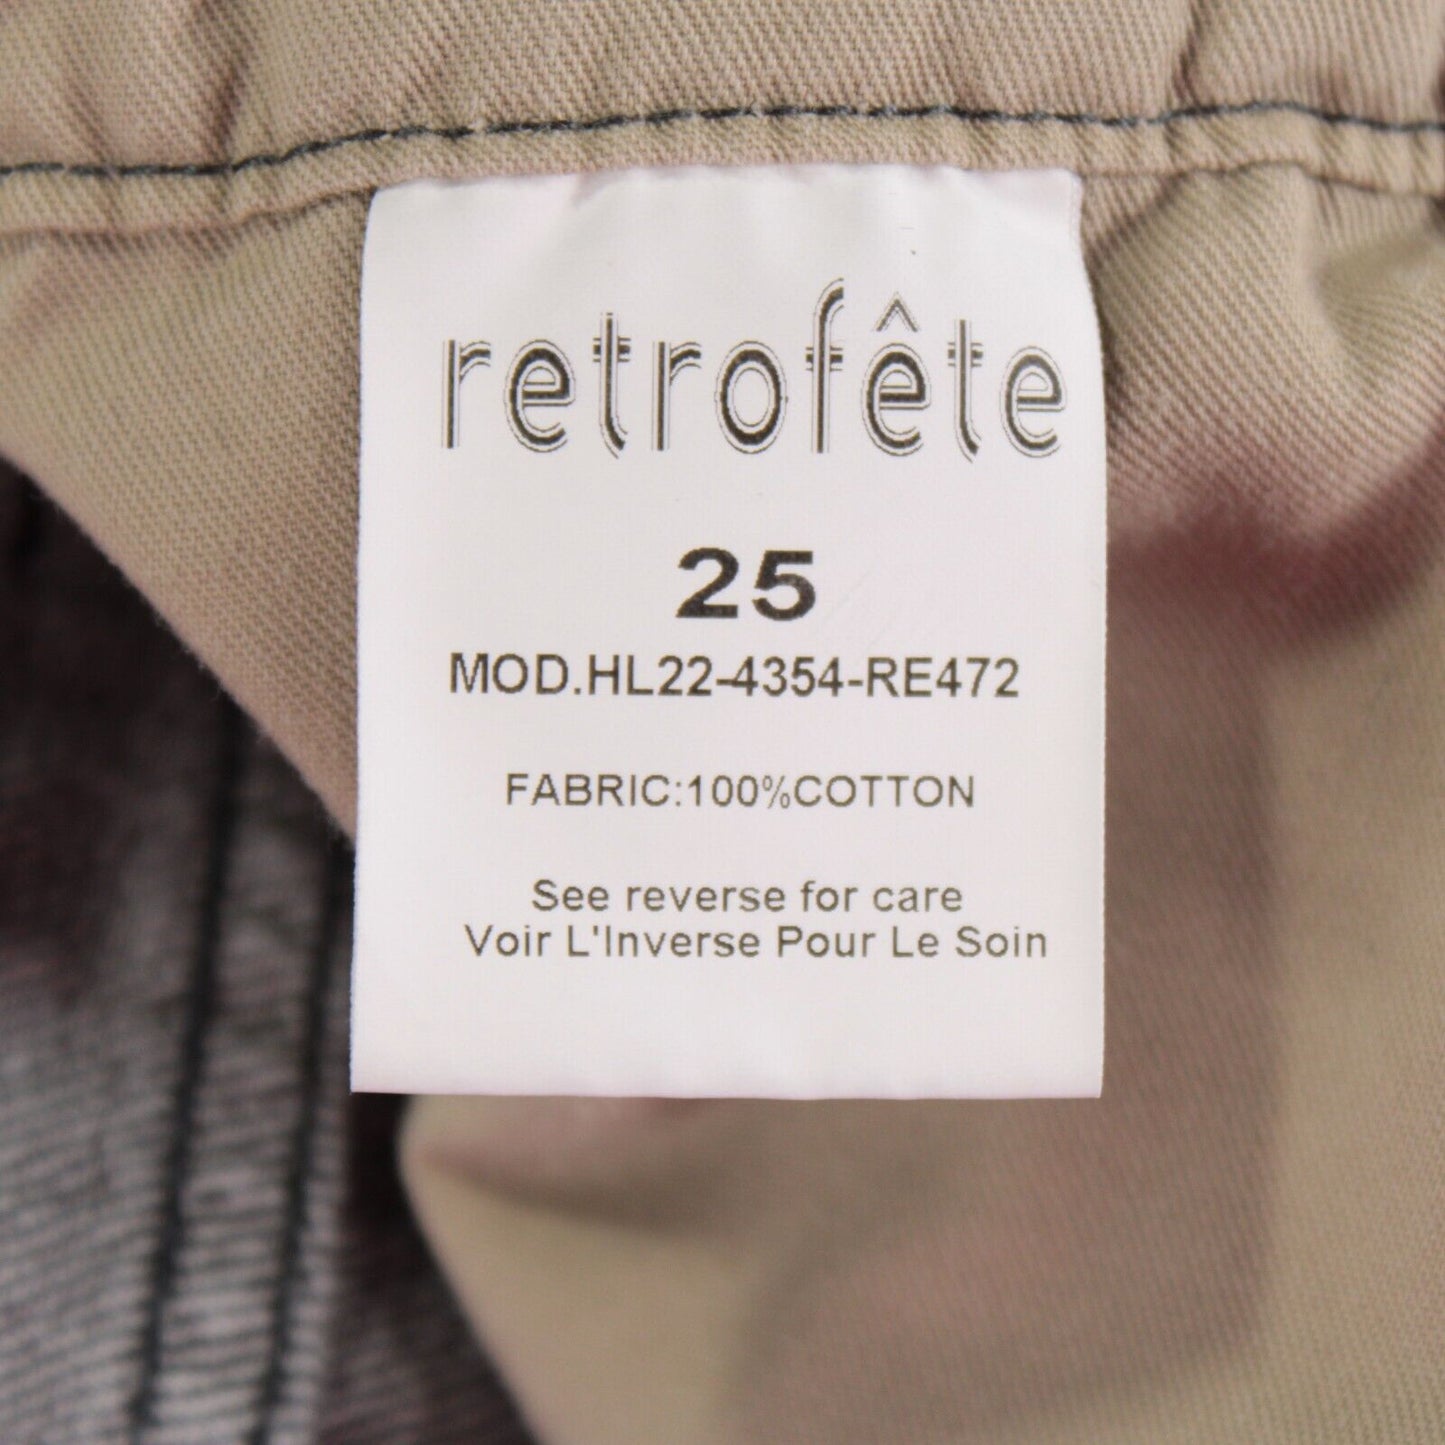 retrofête
25
MOD.HL22-4354-RE472
FABRIC:100%COTTON
See reverse for care
Voir L'Inverse Pour Le Soin